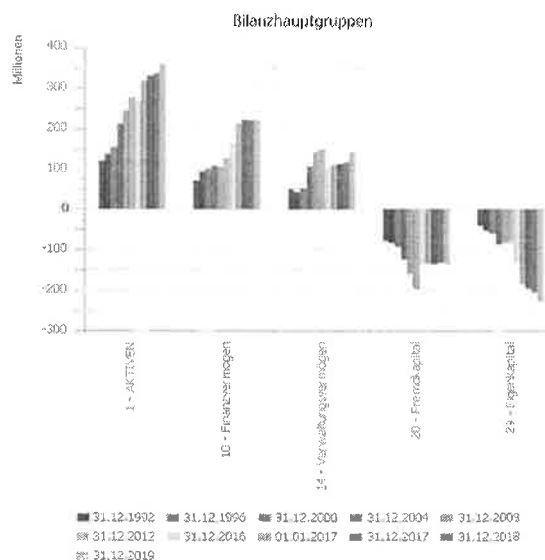 Bilanzhauptgruppen
Millionen
400
300
200
100
0
-100
-200
-300
1 - AKTIVEN
10 - Finanzvermögen
14 - Verwaltungsvermögen
20 - Fremdkapital
29 - Eigenkapital
31.12.1992 31.12.1996 31.12.2000 31.12.2004 31.12.2008
31.12.2012 31.12.2016 01.01.2017 31.12.2017 31.12.2018
31.12.2019